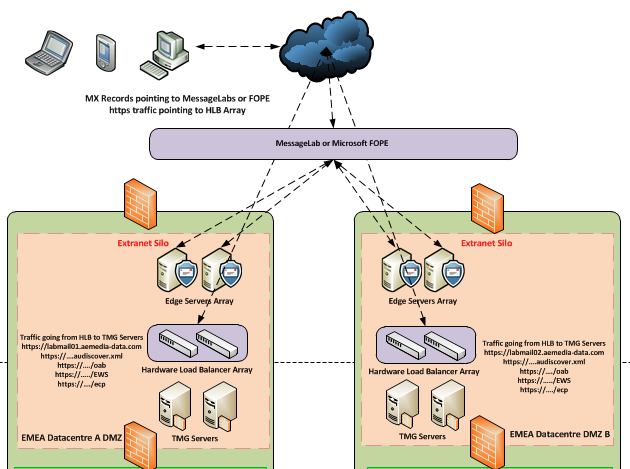 MX Records pointing to MessageLabs or FOPE
https traffic pointing to HLB Array
MessageLab or Microsoft FOPE
Extranet Silo
Edge Servers Array
Traffic going from HLB to TMG Servers
https://labmail01.aemedia-data.com
https://....audiscover.xml
https://..../oab
https://..../EWS
https://..../ecp
Hardware Load Balancer Array
TMG Servers
EMEA Datacentre A DMZ
Extranet Silo
Edge Servers Array
Traffic going from HLB to TMG Servers
https://labmail02.aemedia-data.com
https://....audiscover.xml
https://..../oab
https://..../EWS
https://..../ecp
Hardware Load Balancer Array
TMG Servers
EMEA Datacentre DMZ B